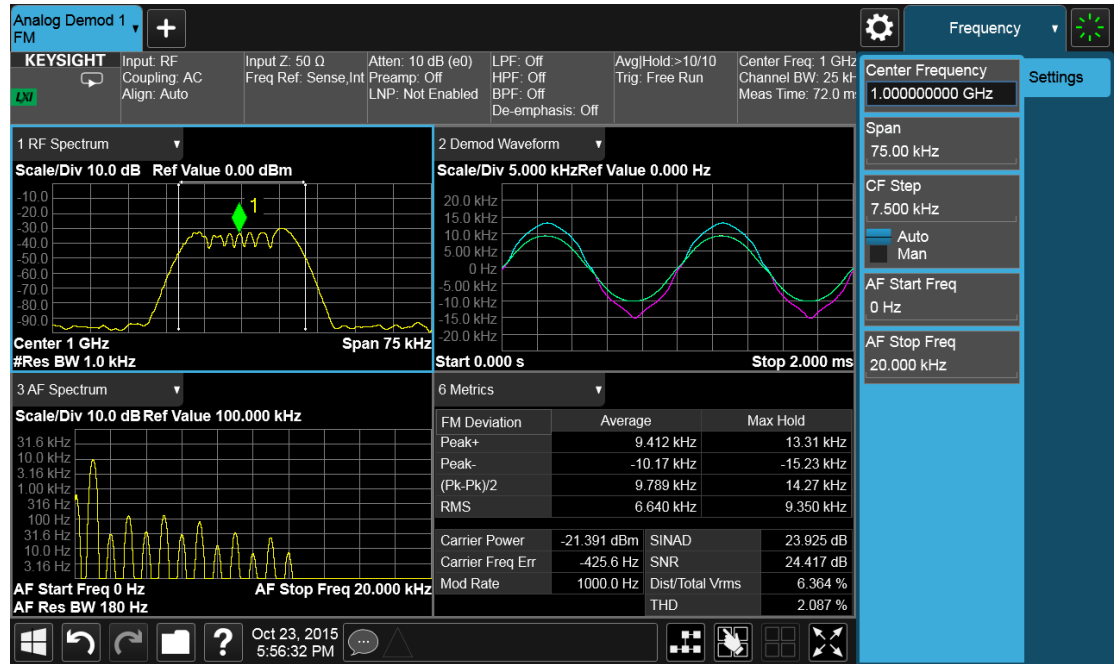 Analog Demod 1
FM
Frequency
KEYSIGHT
LXI
Input: RF
Coupling: AC
Align: Auto
Input Z: 50 Ω
Freq Ref: Sense,Int
Atten: 10 dB (e0)
Preamp: Off
LNP: Not Enabled
LPF: Off
HPF: Off
BPF: Off
De-emphasis: Off
Avg|Hold:>10/10
Trig: Free Run
Center Freq: 1 GHz
Channel BW: 25 kH
Meas Time: 72.0 m
1 RF Spectrum
Scale/Div 10.0 dB Ref Value 0.00 dBm
-10.0
-20.0
-30.0
-40.0
-50.0
-60.0
-70.0
-80.0
-90.0
1
Center 1 GHz
Span 75 kHz
#Res BW 1.0 kHz
2 Demod Waveform
Scale/Div 5.000 kHzRef Value 0.000 Hz
20.0 kHz
15.0 kHz
10.0 kHz
5.00 kHz
0 Hz
-5.00 kHz
-10.0 kHz
-15.0 kHz
-20.0 kHz
Start 0.000 s
Stop 2.000 ms
3 AF Spectrum
Scale/Div 10.0 dB Ref Value 100.000 kHz
31.6 kHz
10.0 kHz
3.16 kHz
1.00 kHz
316 Hz
100 Hz
31.6 Hz
10.0 Hz
3.16 Hz
AF Start Freq 0 Hz
AF Stop Freq 20.000 kHz
AF Res BW 180 Hz
6 Metrics
FM Deviation Average Max Hold
Peak+ 9.412 kHz 13.31 kHz
Peak- -10.17 kHz -15.23 kHz
(Pk-Pk)/2 9.789 kHz 14.27 kHz
RMS 6.640 kHz 9.350 kHz
Carrier Power -21.391 dBm SINAD 23.925 dB
Carrier Freq Err -425.6 Hz SNR 24.417 dB
Mod Rate 1000.0 Hz Dist/Total Vrms 6.364 %
THD 2.087 %
Center Frequency
1.000000000 GHz
Settings
Span
75.00 kHz
CF Step
7.500 kHz
Auto
Man
AF Start Freq
0 Hz
AF Stop Freq
20.000 kHz
?
Oct 23, 2015
5:56:32 PM